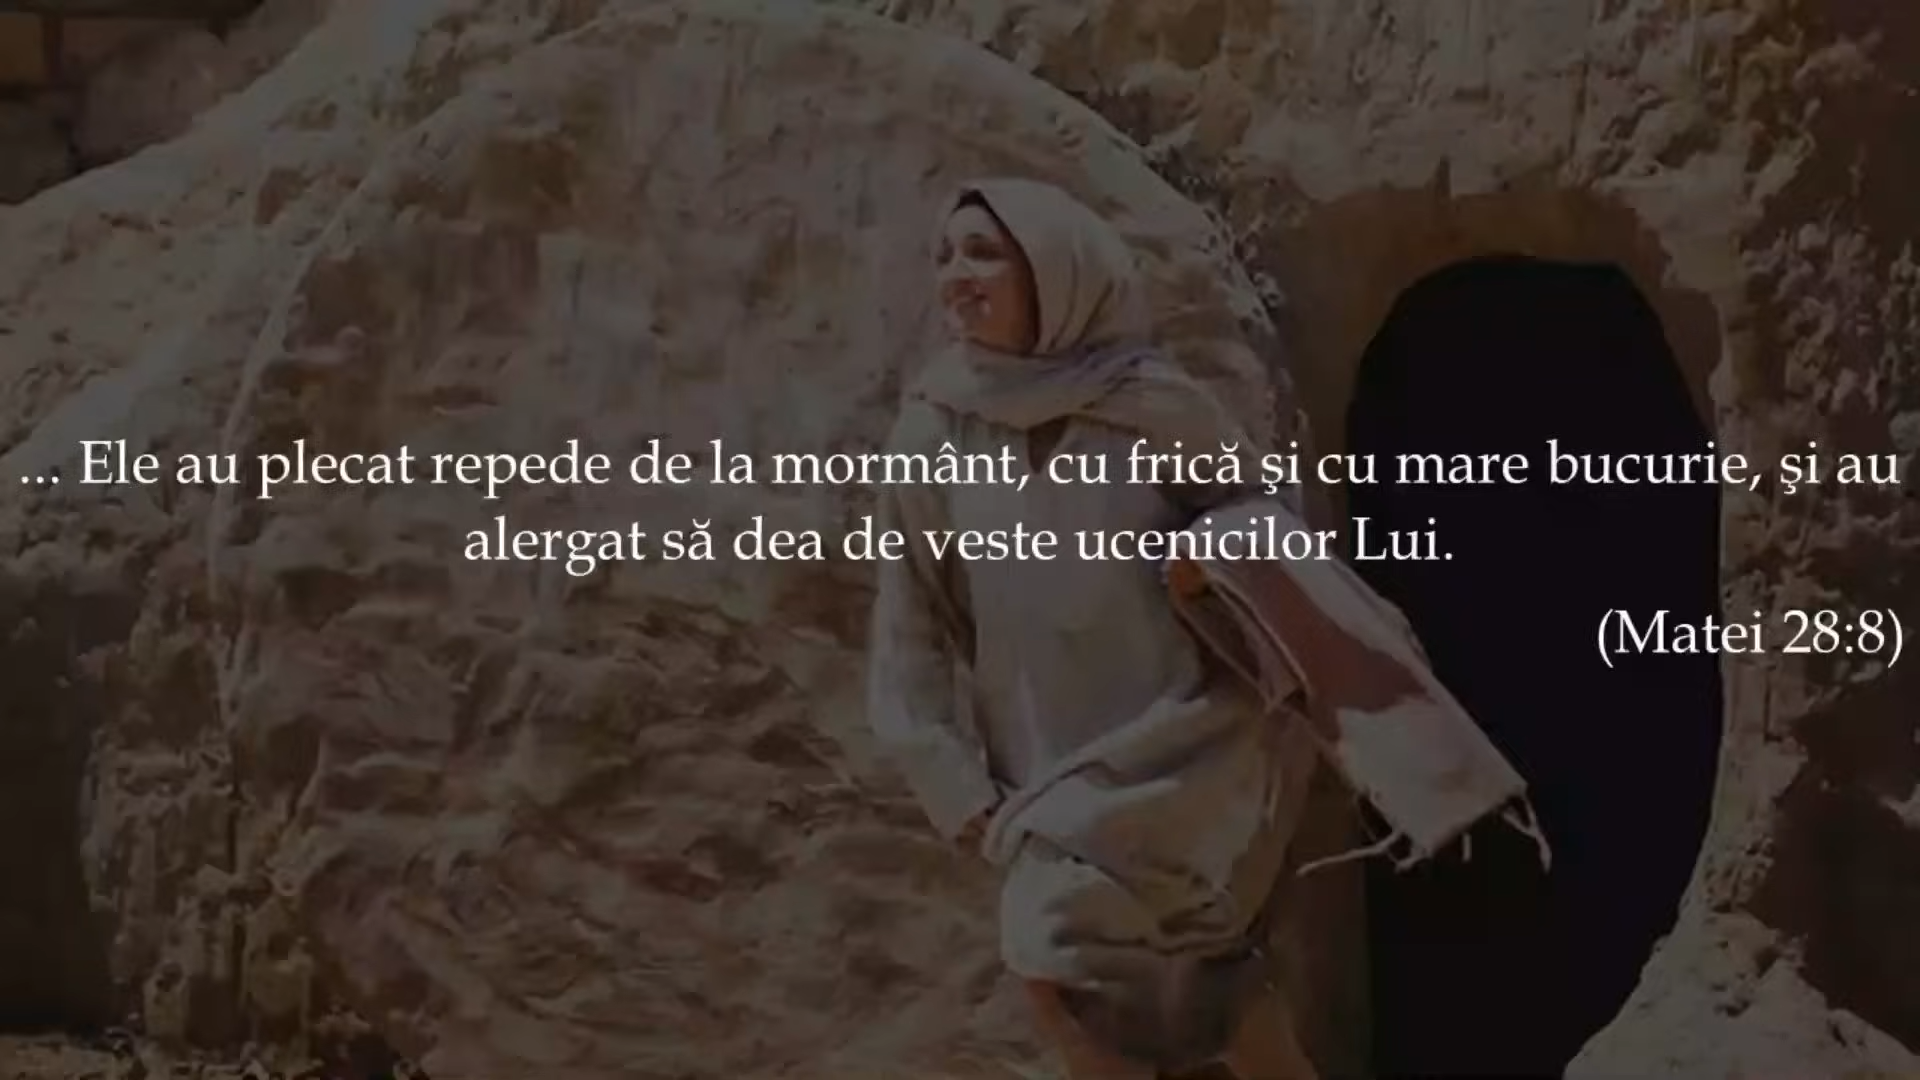 ... Ele au plecat repede de la mormânt, cu frică şi cu mare bucurie, şi au
alergat să dea de veste ucenicilor Lui.
(Matei 28:8)